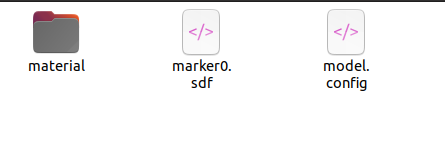 material
marker0.
sdf
model.
config